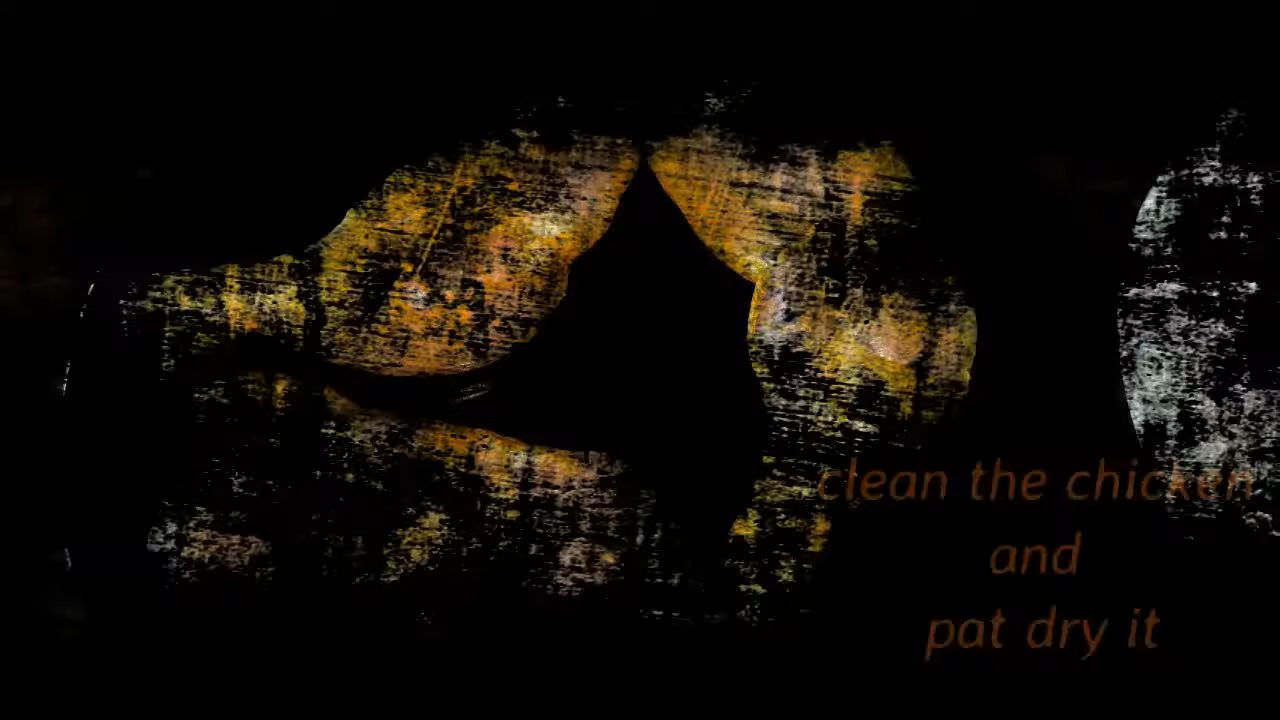 clean the chicken
and
pat dry it